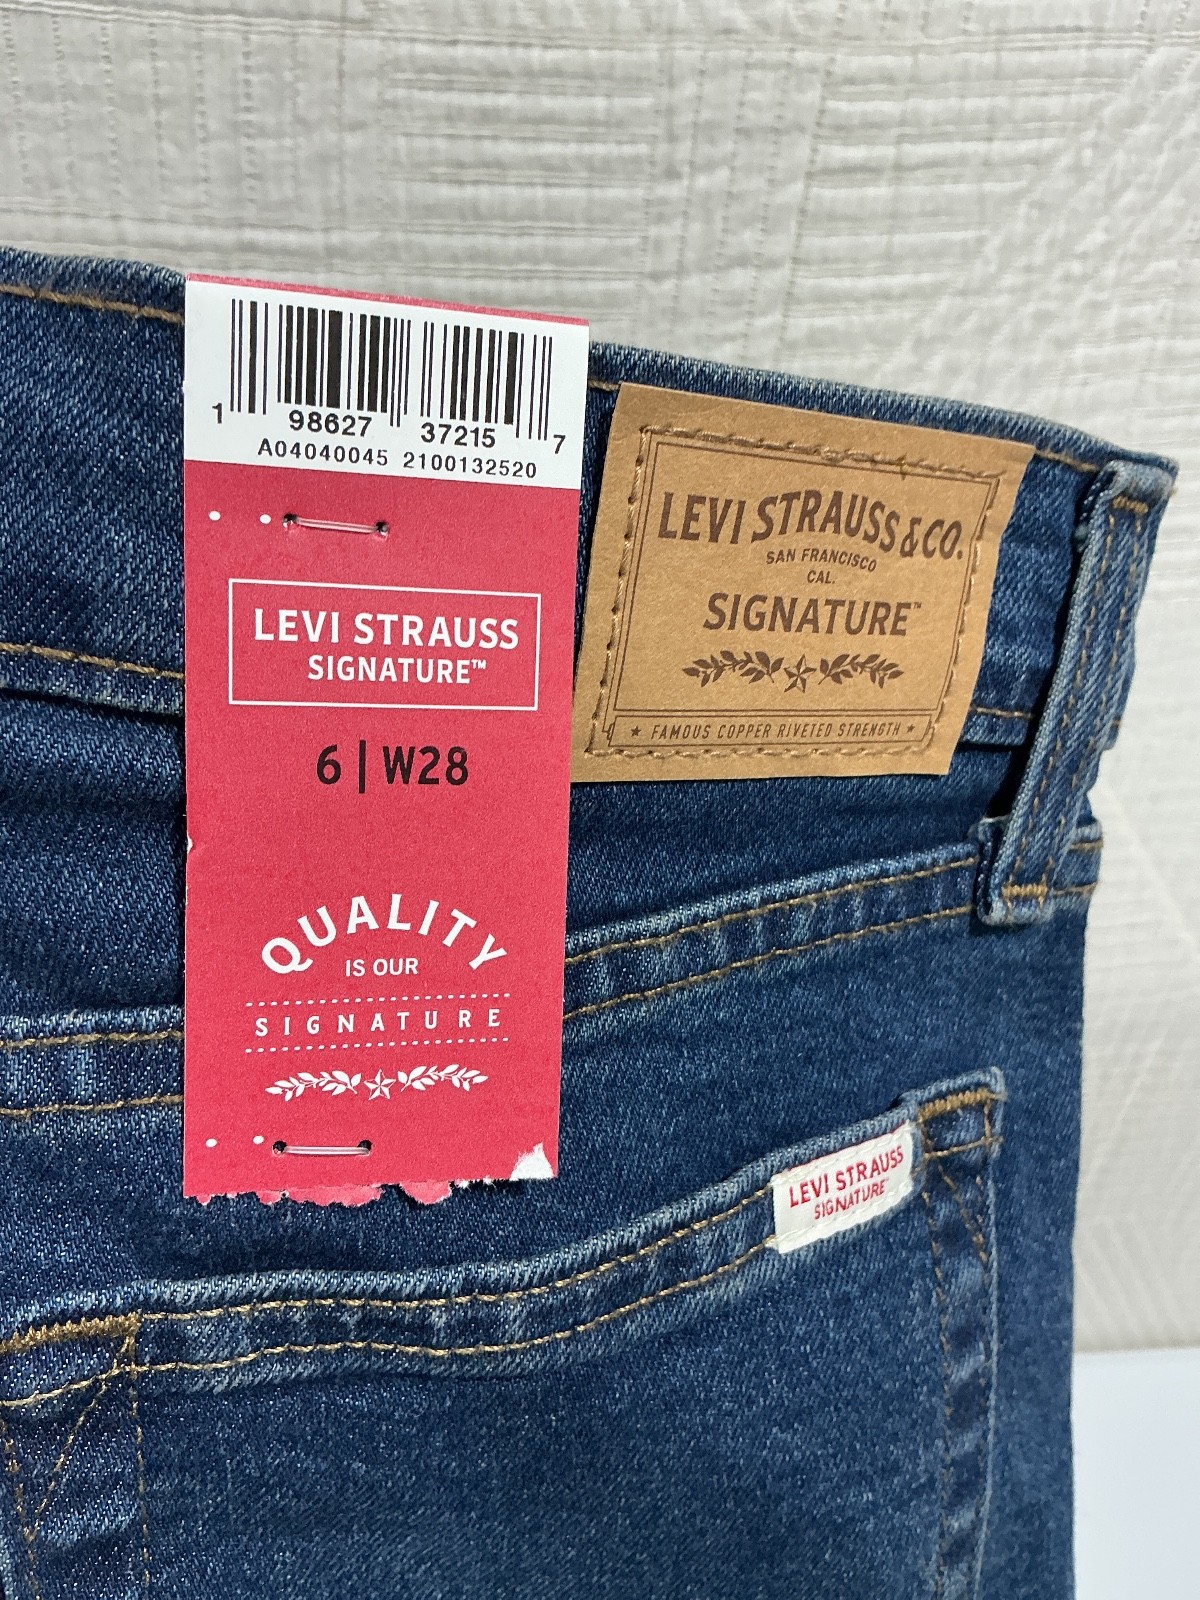 1 98627 37215 7
A04040045 2100132520
LEVI STRAUSS
SIGNATURE™
6 | W28
QUALITY
IS OUR
SIGNATURE
LEVI STRAUSS & CO.
SAN FRANCISCO
CAL.
SIGNATURE™
★ FAMOUS COPPER RIVETED STRENGTH ★
LEVI STRAUSS
SIGNATURE™